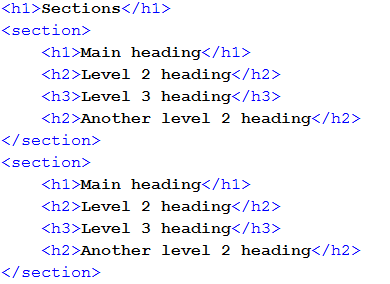 <h1>Sections</h1>
<section>
    <h1>Main heading</h1>
    <h2>Level 2 heading</h2>
    <h3>Level 3 heading</h3>
    <h2>Another level 2 heading</h2>
</section>
<section>
    <h1>Main heading</h1>
    <h2>Level 2 heading</h2>
    <h3>Level 3 heading</h3>
    <h2>Another level 2 heading</h2>
</section>